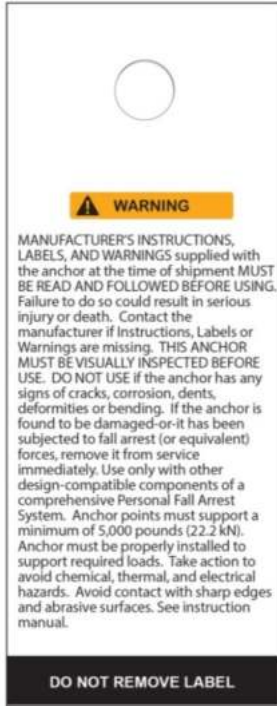 WARNING
MANUFACTURER'S INSTRUCTIONS,
LABELS, AND WARNINGS supplied with
the anchor at the time of shipment MUST
BE READ AND FOLLOWED BEFORE USING.
Failure to do so could result in serious
injury or death. Contact the
manufacturer if Instructions, Labels or
Warnings are missing. THIS ANCHOR
MUST BE VISUALLY INSPECTED BEFORE
USE. DO NOT USE if the anchor has any
signs of cracks, corrosion, dents,
deformities or bending. If the anchor is
found to be damaged-or-it has been
subjected to fall arrest (or equivalent)
forces, remove it from service
immediately. Use only with other
design-compatible components of a
comprehensive Personal Fall Arrest
System. Anchor points must support a
minimum of 5,000 pounds (22.2 kN).
Anchor must be properly installed to
support required loads. Take action to
avoid chemical, thermal, and electrical
hazards. Avoid contact with sharp edges
and abrasive surfaces. See instruction
manual.
DO NOT REMOVE LABEL